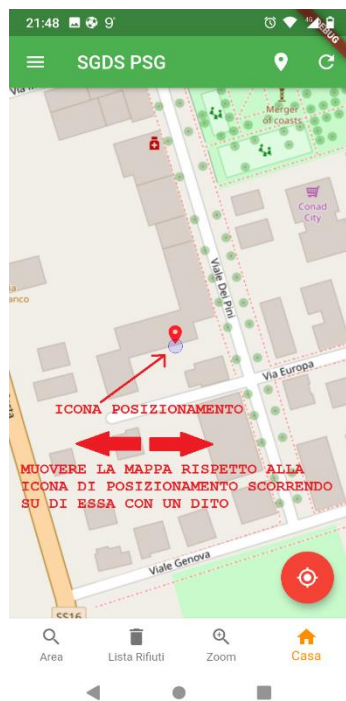 21:48 9° 4G
DEBUG
SGDS PSG
Merger
of coasts
Conad
City
Viale Dei Pini
Via Europa
ICONA POSIZIONAMENTO
MUOVERE LA MAPPA RISPETTO ALLA
ICONA DI POSIZIONAMENTO SCORRENDO
SU DI ESSA CON UN DITO
Viale Genova
SS16
Area Lista Rifiuti Zoom Casa